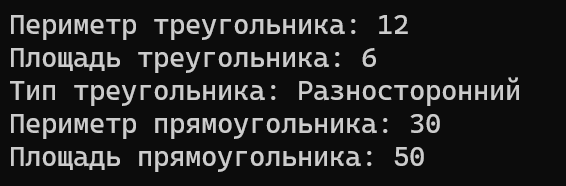 Периметр треугольника: 12
Площадь треугольника: 6
Тип треугольника: Разносторонний
Периметр прямоугольника: 30
Площадь прямоугольника: 50